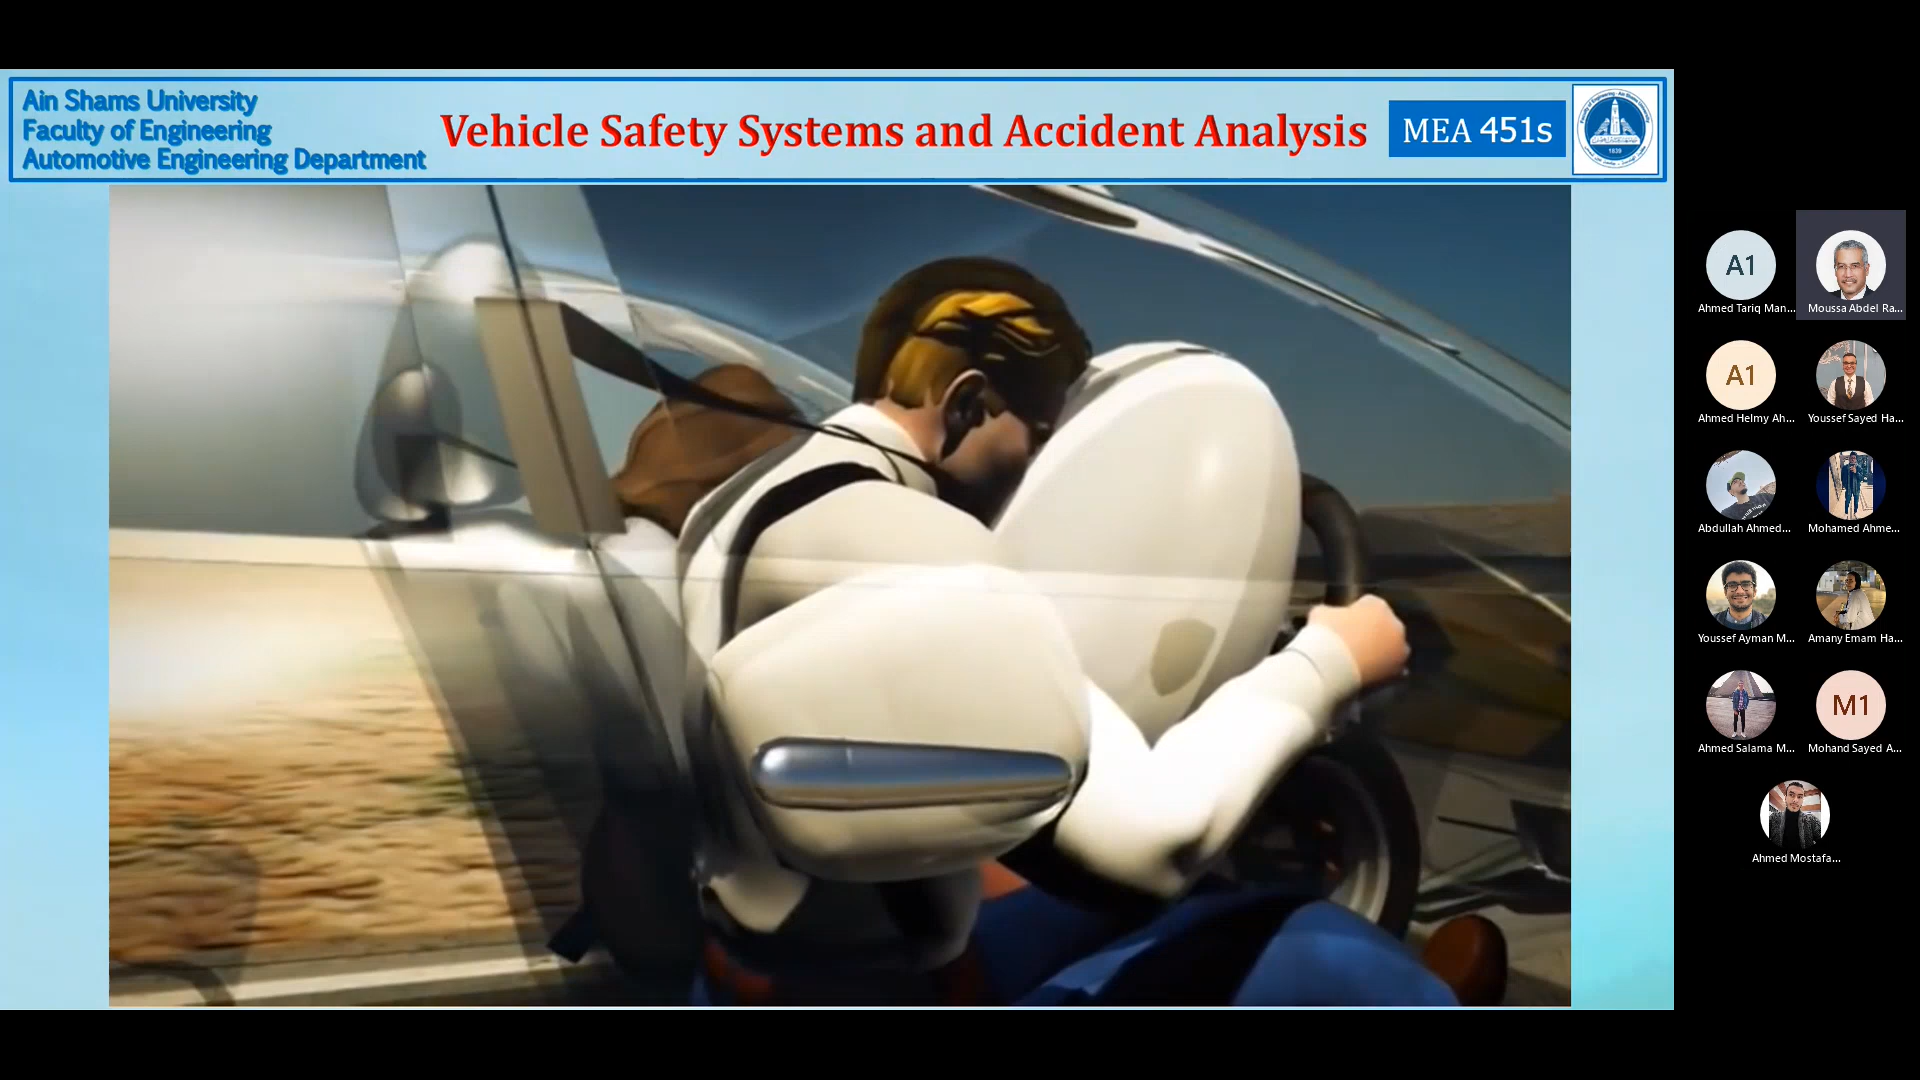 Ain Shams University
Faculty of Engineering
Automotive Engineering Department
Vehicle Safety Systems and Accident Analysis
MEA 451s
1839
A1
Ahmed Tariq Man...
Moussa Abdel Ra...
A1
Ahmed Helmy Ah...
Youssef Sayed Ha...
Abdullah Ahmed...
Mohamed Ahme...
Youssef Ayman M...
Amany Emam Ha...
Ahmed Salama M...
M1
Mohand Sayed A...
Ahmed Mostafa...